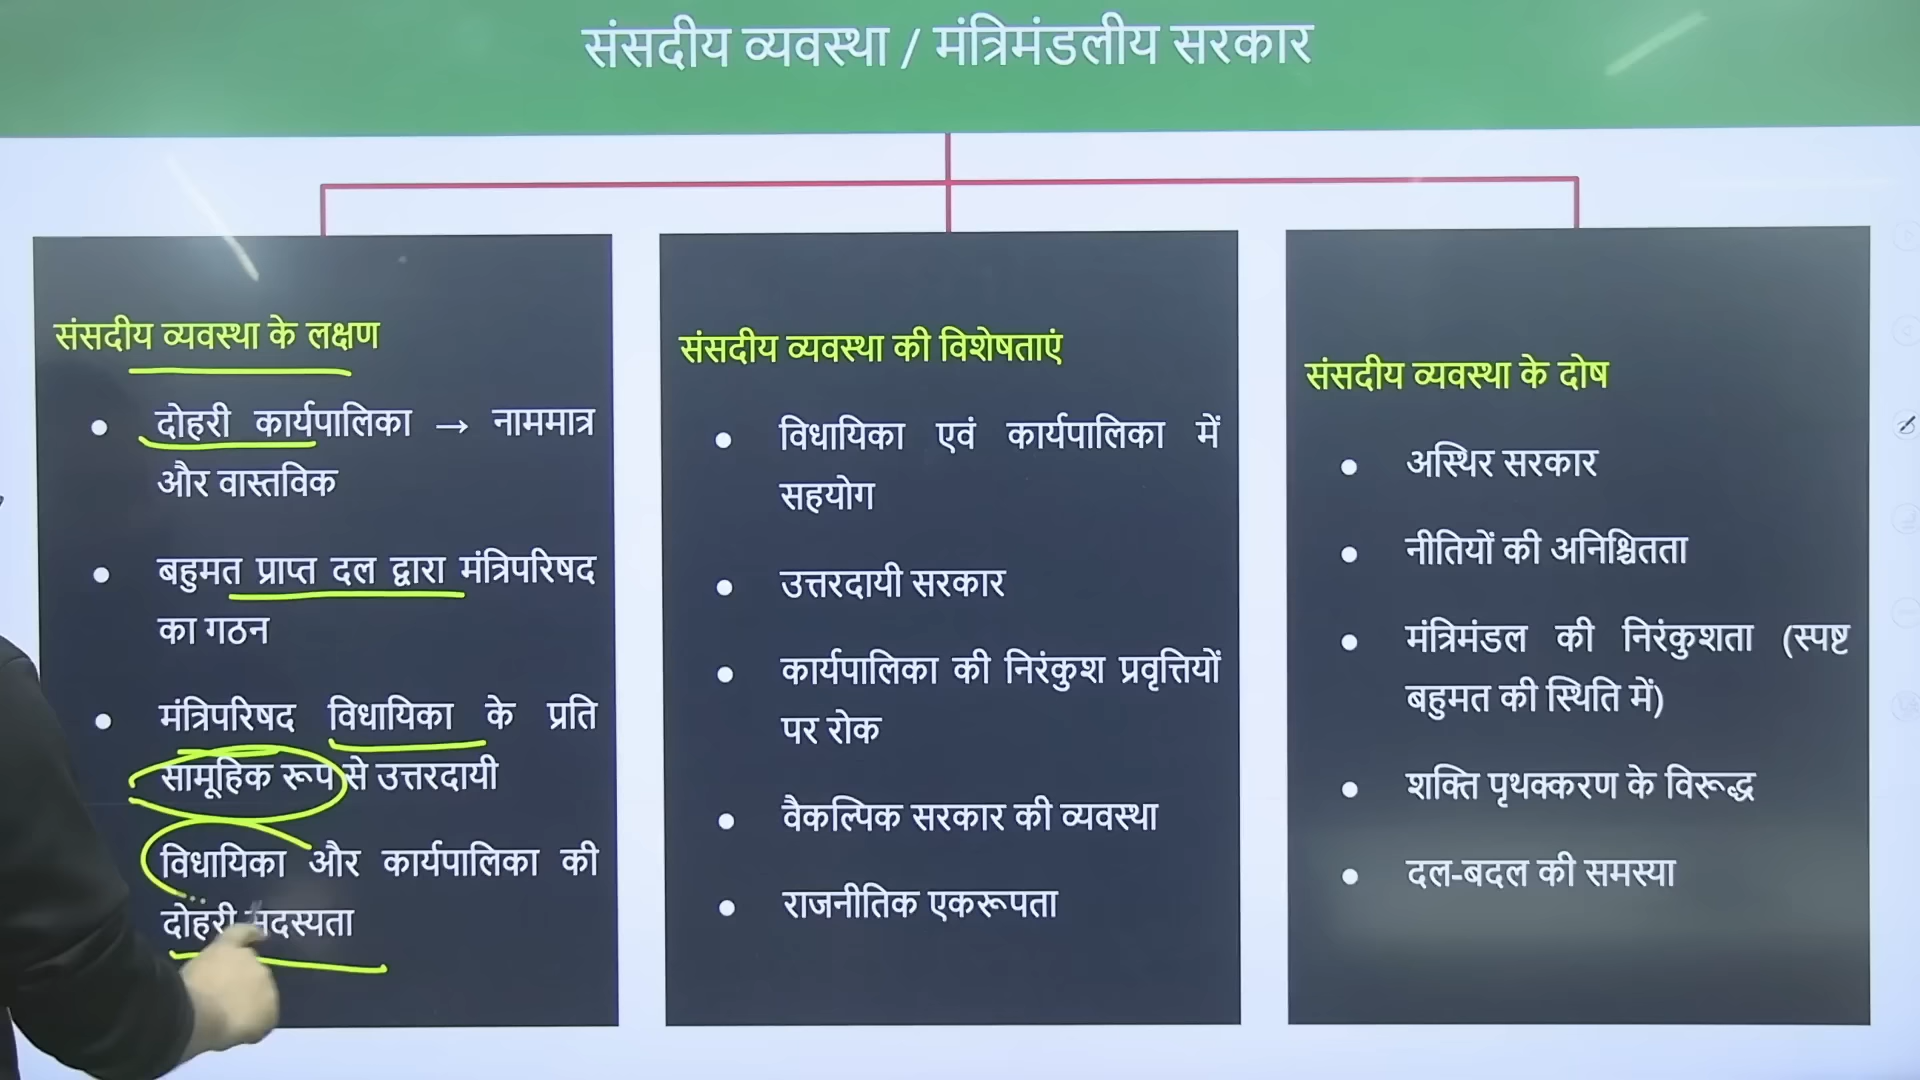 संसदीय व्यवस्था / मंत्रिमंडलीय सरकार
संसदीय व्यवस्था के लक्षण
● दोहरी कार्यपालिका → नाममात्र
और वास्तविक
● बहुमत प्राप्त दल द्वारा मंत्रिपरिषद
का गठन
● मंत्रिपरिषद विधायिका के प्रति
सामूहिक रूप से उत्तरदायी
विधायिका और कार्यपालिका की
दोहरी सदस्यता
संसदीय व्यवस्था की विशेषताएं
● विधायिका एवं कार्यपालिका में
सहयोग
● उत्तरदायी सरकार
● कार्यपालिका की निरंकुश प्रवृत्तियों
पर रोक
● वैकल्पिक सरकार की व्यवस्था
● राजनीतिक एकरूपता
संसदीय व्यवस्था के दोष
● अस्थिर सरकार
● नीतियों की अनिश्चितता
● मंत्रिमंडल की निरंकुशता (स्पष्ट
बहुमत की स्थिति में)
● शक्ति पृथक्करण के विरूद्ध
● दल-बदल की समस्या